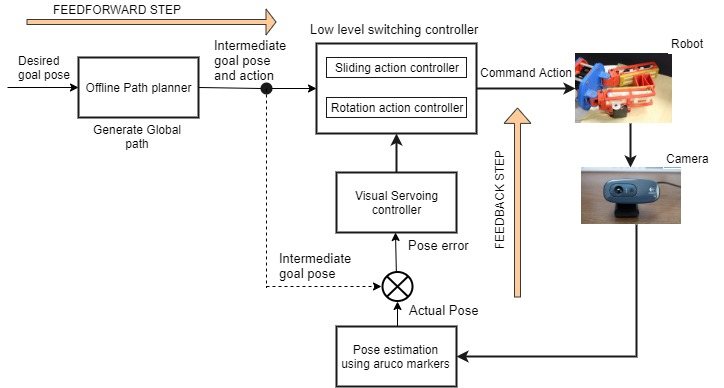 FEEDFORWARD STEP
Low level switching controller
Desired
goal pose
Offline Path planner
Generate Global
path
Intermediate
goal pose
and action
Sliding action controller
Rotation action controller
Command Action
Robot
Camera
FEEDBACK STEP
Visual Servoing
controller
Pose error
Intermediate
goal pose
Actual Pose
Pose estimation
using aruco markers